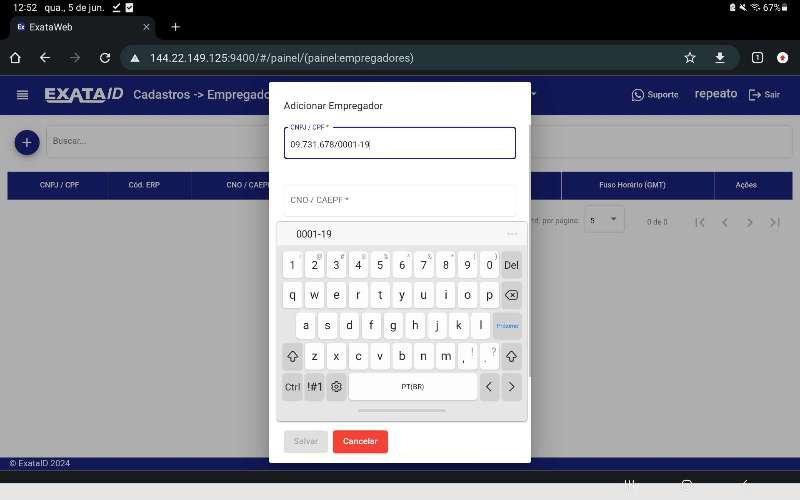 12:52 qua., 5 de jun. 67%
ExataWeb
144.22.149.125:9400/#/painel/(painel:empregadores)
EXATAID Cadastros -> Empregado Suporte repeato Sair
Adicionar Empregador
CNPJ / CPF *
09.731.678/0001-19
Buscar...
CNPJ / CPF Cód. ERP CNO / CAEPF Fuso Horário (GMT) Ações
CNO / CAEPF *
por página: 5 0 de 0
0001-19
1 2 3 4 5 6 7 8 9 0 Del
q w e r t y u i o p
a s d f g h j k l Próximo
z x c v b n m , ! . ?
Ctrl !#1 PT(BR) < >
Salvar Cancelar
© ExataID 2024